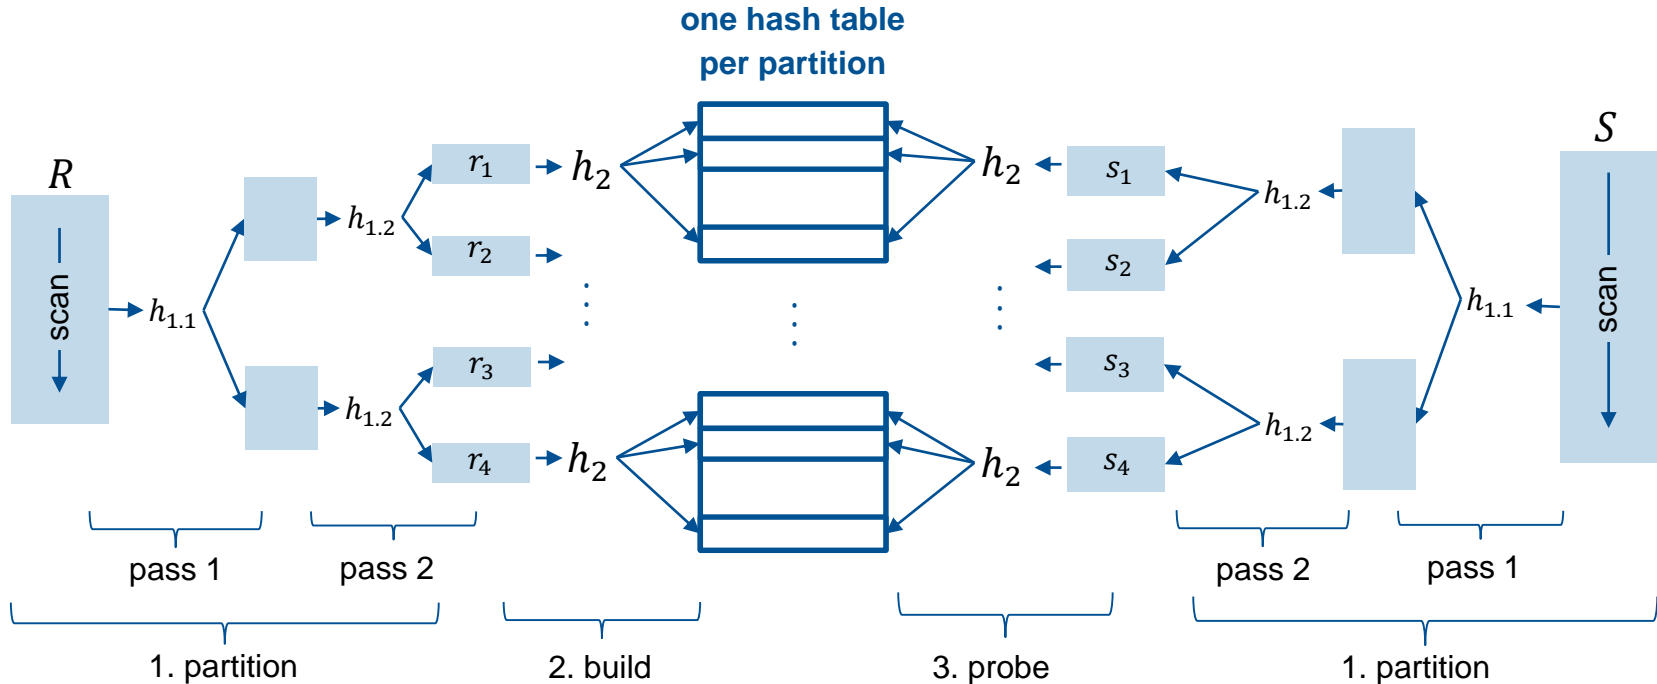 one hash table
per partition
R
scan
h1.1
h1.2
h1.2
r1
r2
r3
r4
h2
h2
⋮
⋮
⋮
h2
h2
s1
s2
s3
s4
h1.2
h1.2
h1.1
S
scan
pass 1
pass 2
pass 2
pass 1
1. partition
2. build
3. probe
1. partition